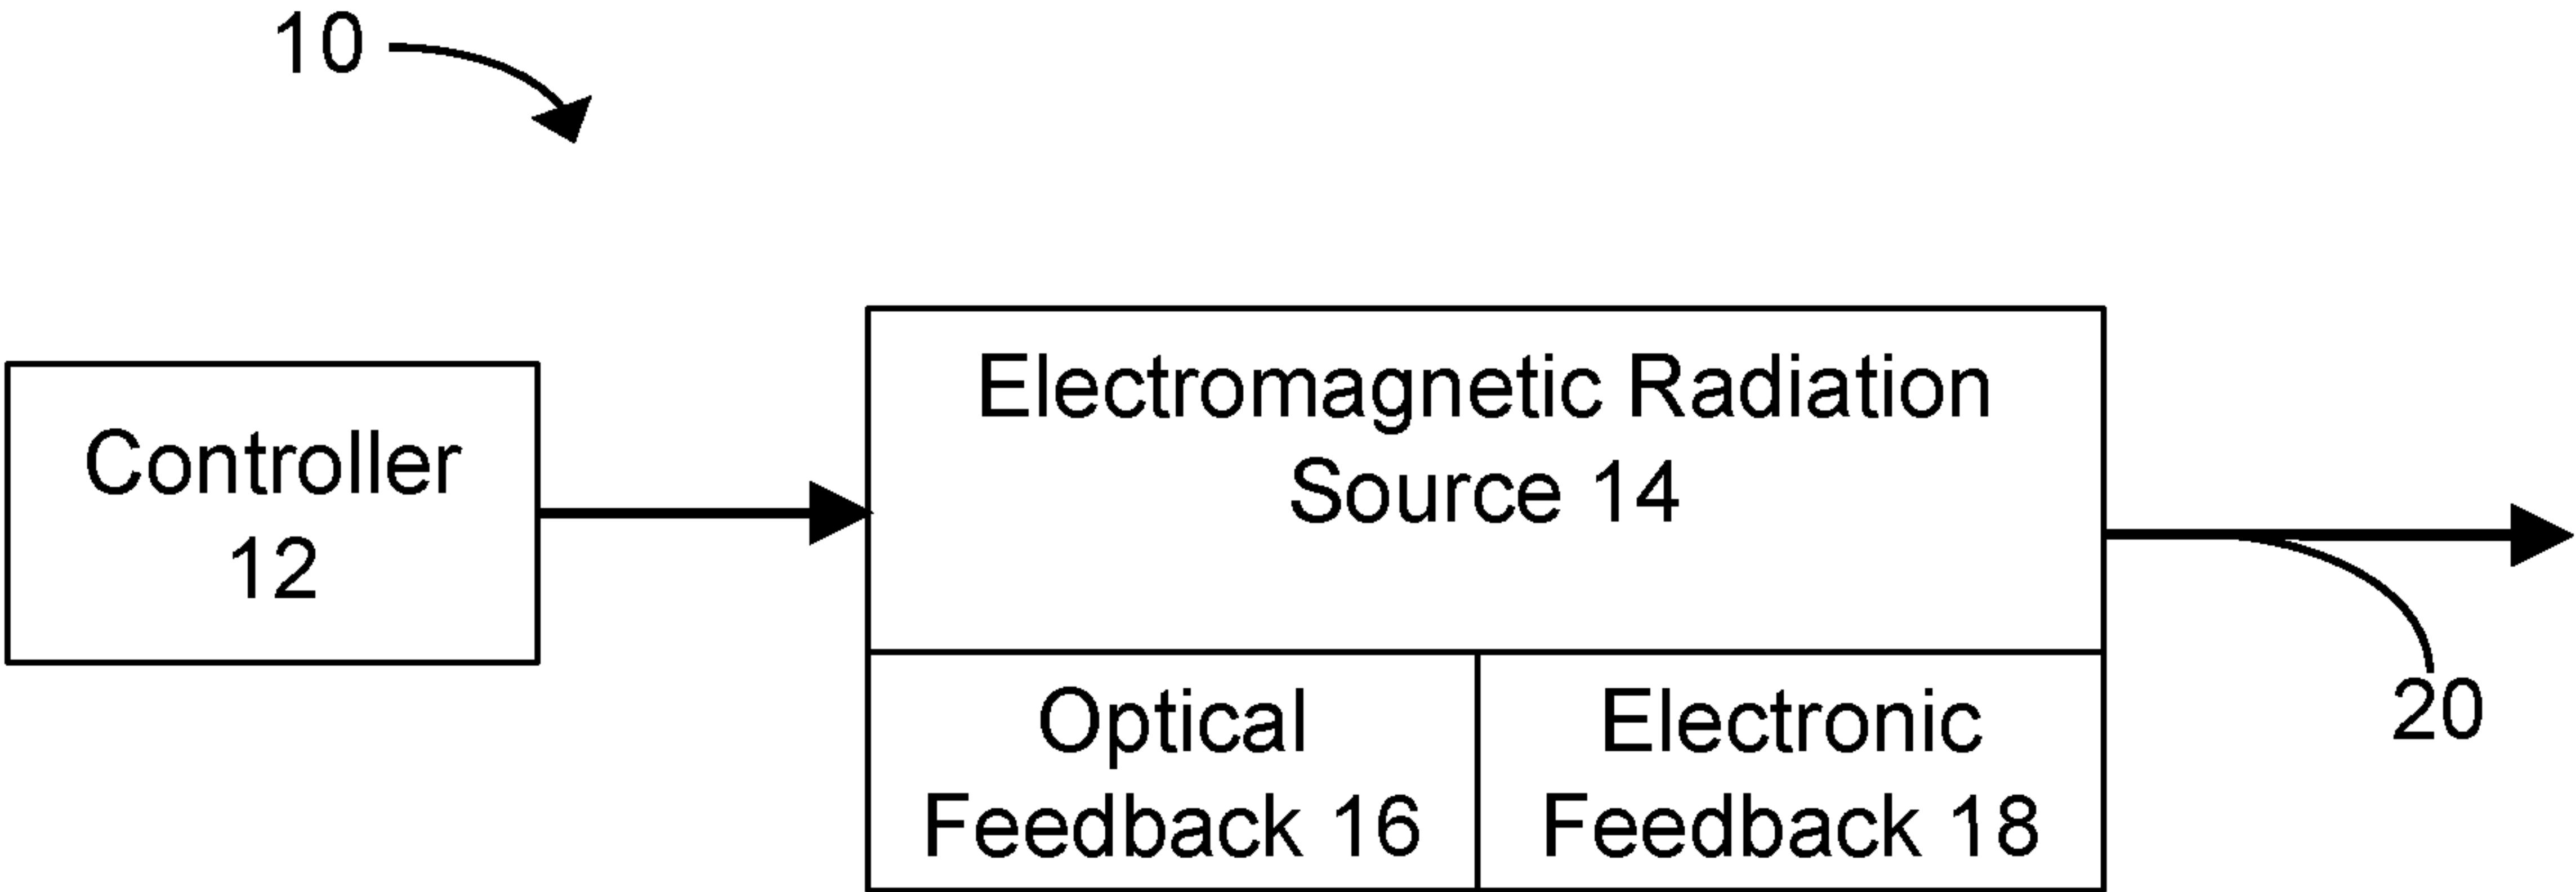 10
Controller
12
Electromagnetic Radiation
Source 14
Optical
Feedback 16
Electronic
Feedback 18
20